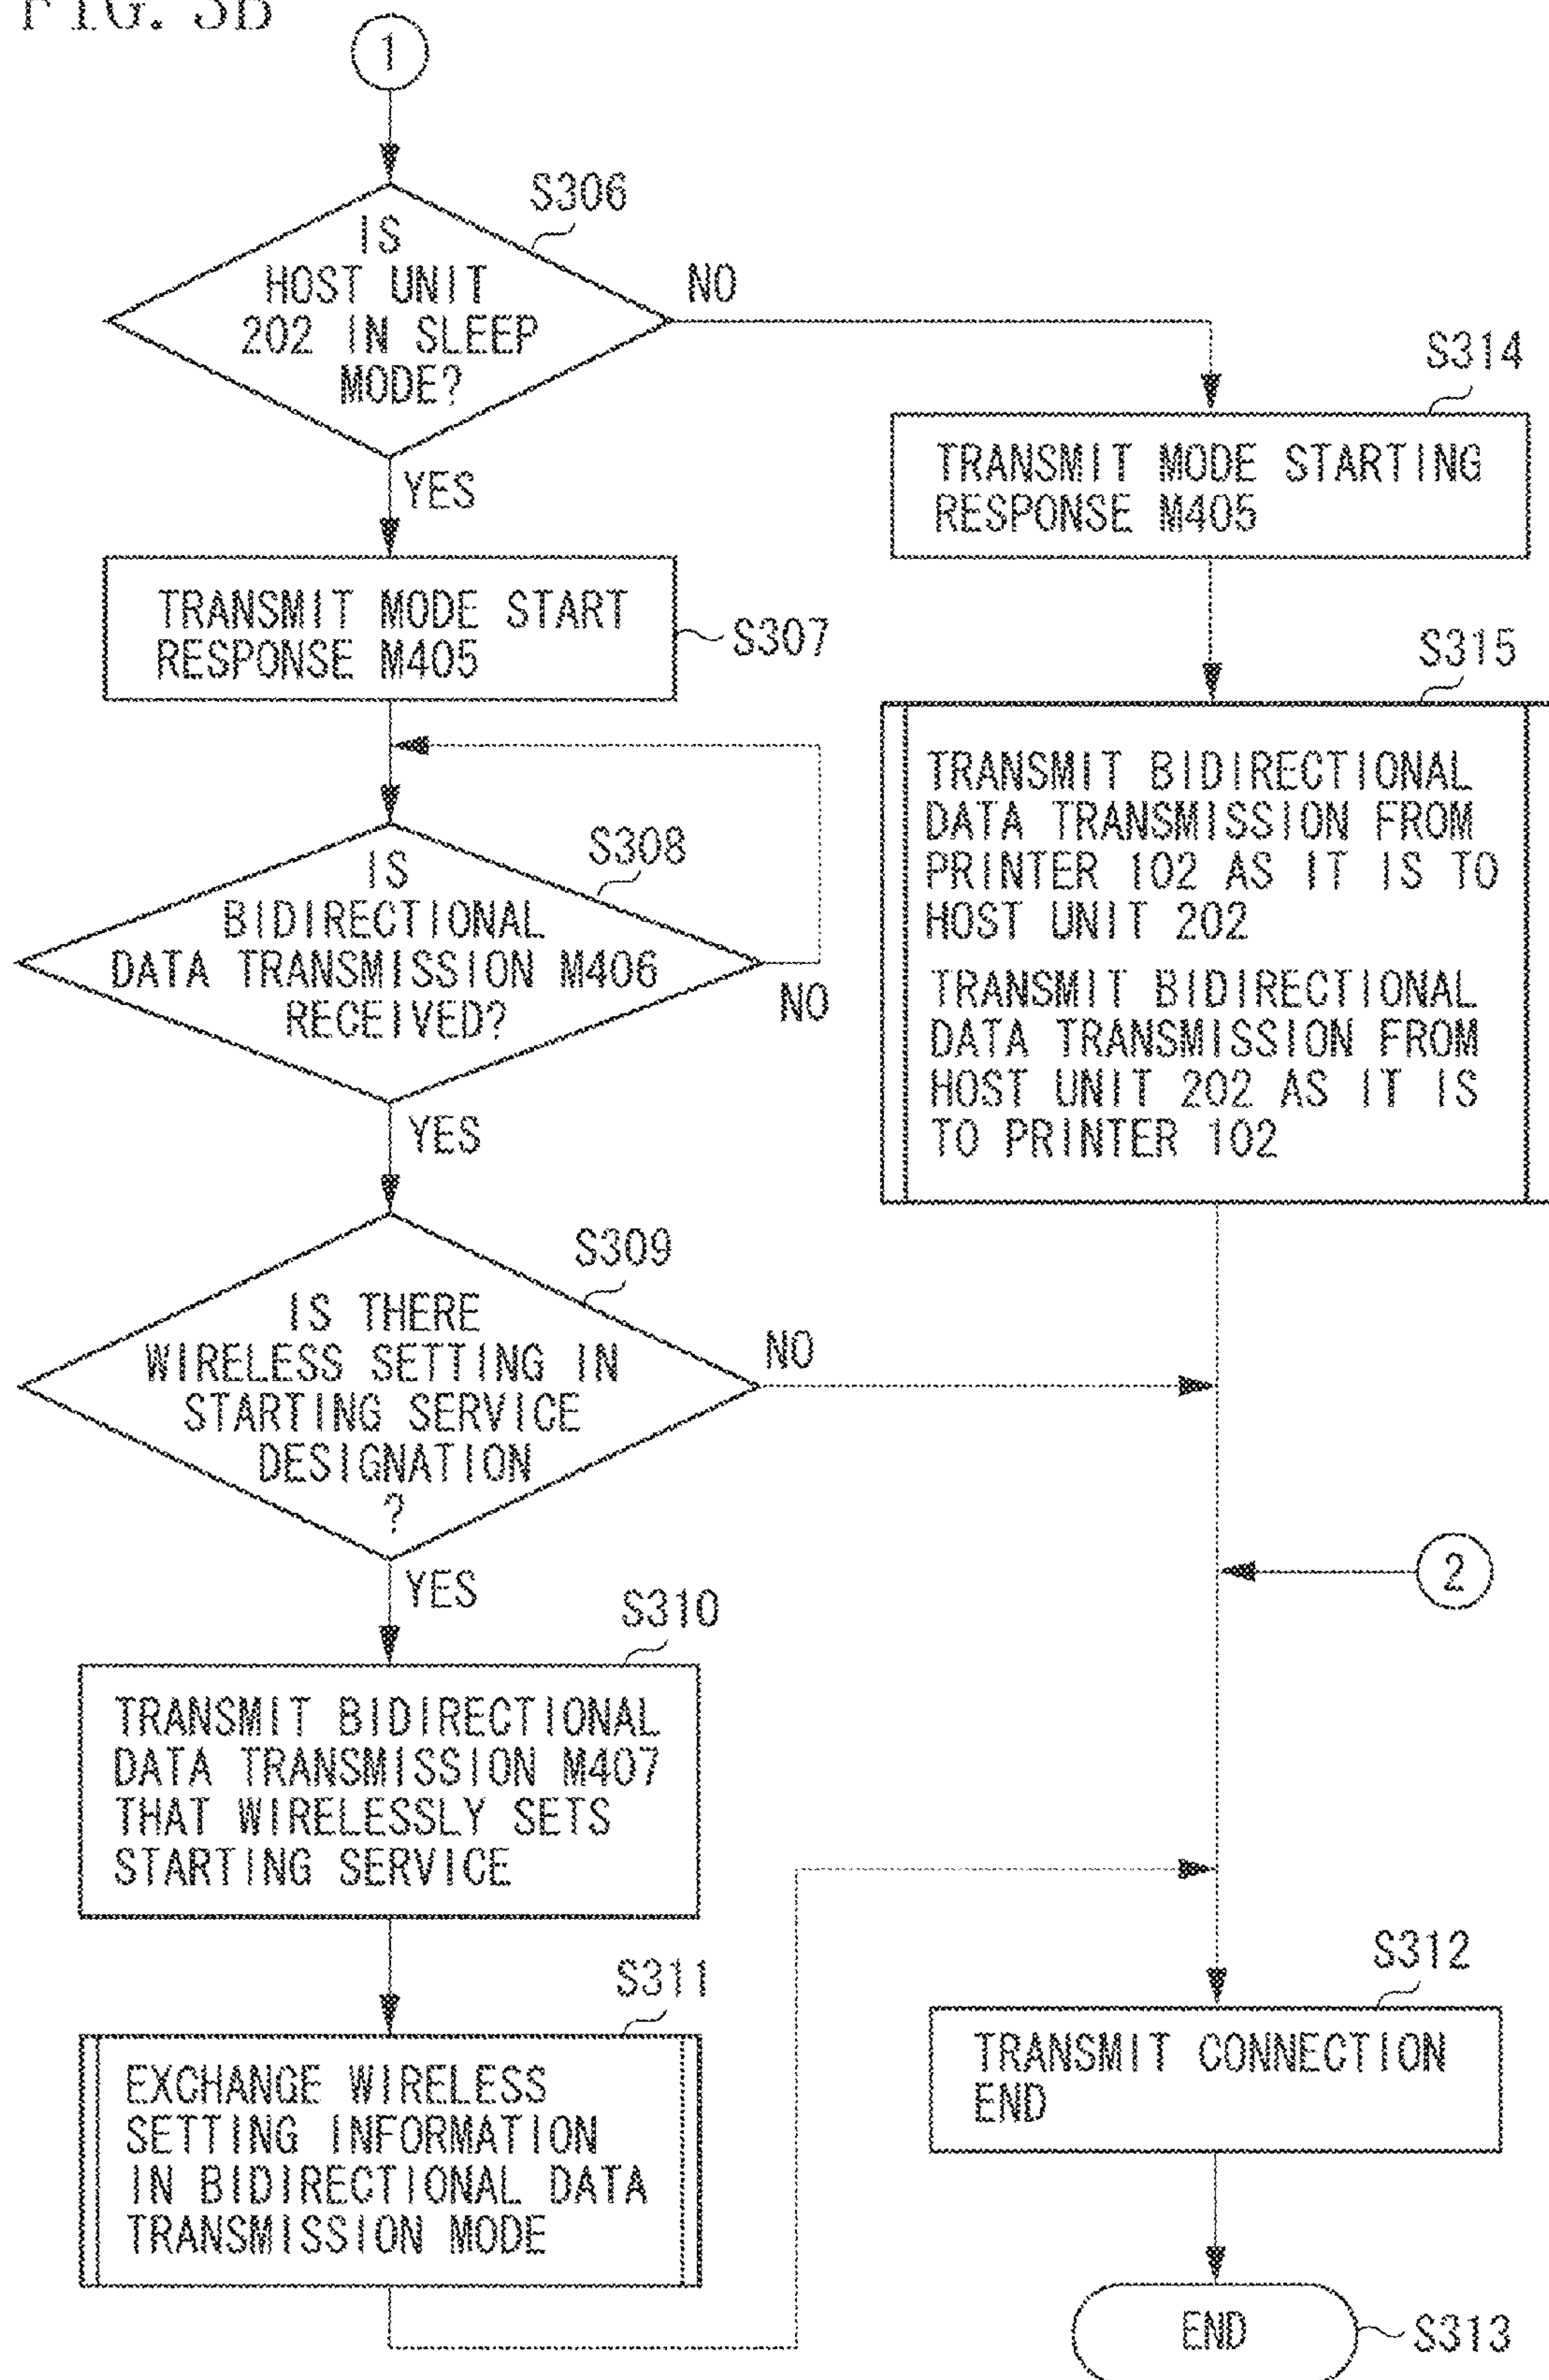 FIG. 3B
1
S306
IS
HOST UNIT
202 IN SLEEP
MODE?
NO
YES
S314
TRANSMIT MODE STARTING
RESPONSE M405
TRANSMIT MODE START
RESPONSE M405
S307
S315
TRANSMIT BIDIRECTIONAL
DATA TRANSMISSION FROM
PRINTER 102 AS IT IS TO
HOST UNIT 202
TRANSMIT BIDIRECTIONAL
DATA TRANSMISSION FROM
HOST UNIT 202 AS IT IS
TO PRINTER 102
S308
IS
BIDIRECTIONAL
DATA TRANSMISSION M406
RECEIVED?
NO
YES
S309
IS THERE
WIRELESS SETTING IN
STARTING SERVICE
DESIGNATION
?
NO
YES
2
S310
TRANSMIT BIDIRECTIONAL
DATA TRANSMISSION M407
THAT WIRELESSLY SETS
STARTING SERVICE
S311
EXCHANGE WIRELESS
SETTING INFORMATION
IN BIDIRECTIONAL DATA
TRANSMISSION MODE
S312
TRANSMIT CONNECTION
END
END
S313